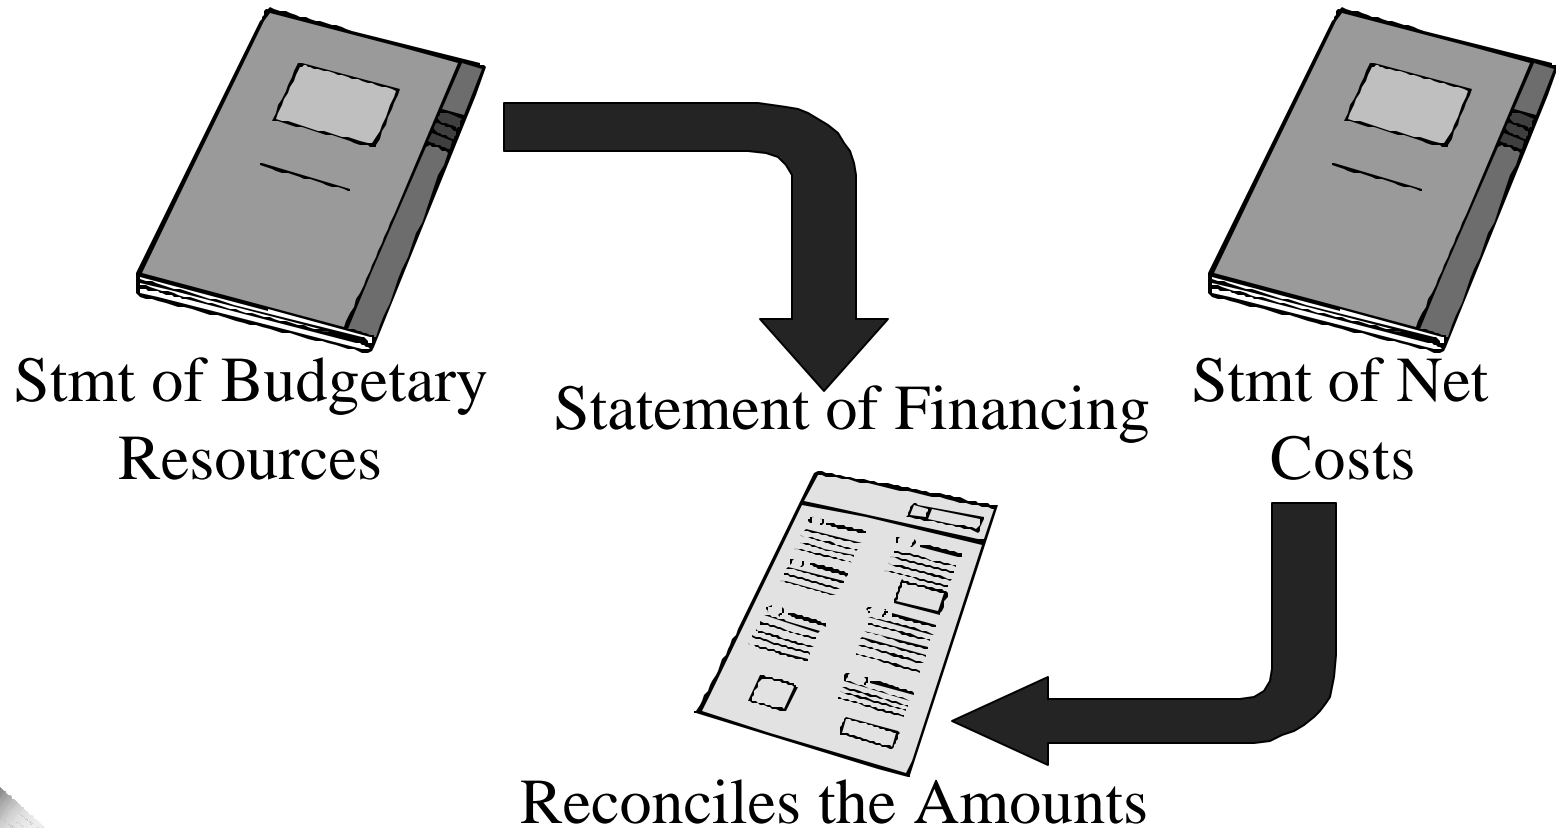 Stmt of Budgetary
Resources
Statement of Financing
Stmt of Net
Costs
Reconciles the Amounts